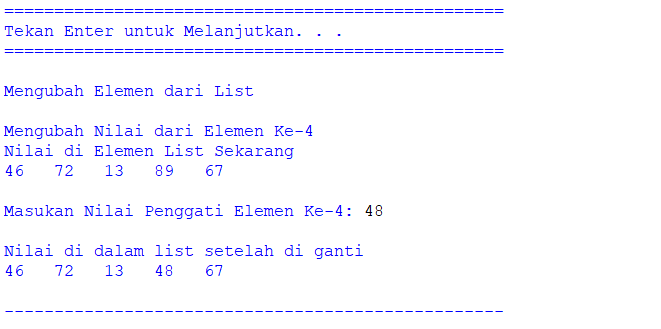 ==================================================
Tekan Enter untuk Melanjutkan. . .
==================================================
Mengubah Elemen dari List
Mengubah Nilai dari Elemen Ke-4
Nilai di Elemen List Sekarang
46   72   13   89   67
Masukan Nilai Penggati Elemen Ke-4: 48
Nilai di dalam list setelah di ganti
46   72   13   48   67
--------------------------------------------------